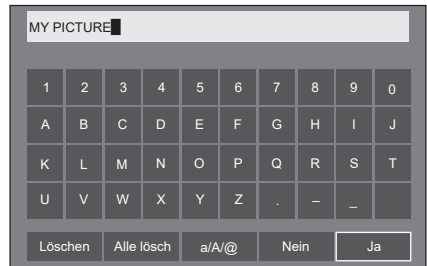 MY PICTURE
1 2 3 4 5 6 7 8 9 0
A B C D E F G H I J
K L M N O P Q R S T
U V W X Y Z . – _
Löschen Alle lösch a/A/@ Nein Ja